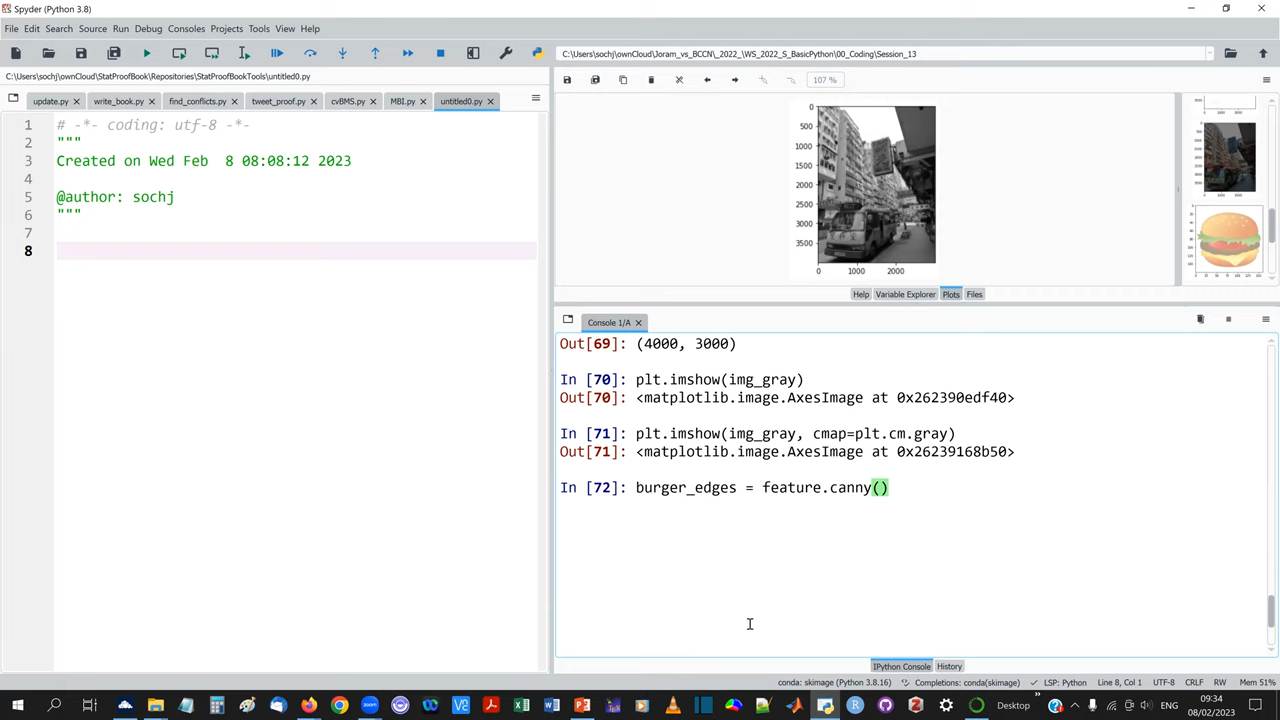 Spyder (Python 3.8)
File Edit Search Source Run Debug Consoles Projects Tools View Help
C:\Users\sochj\ownCloud\Joram_vs_BCCN\_2022_\WS_2022_S_BasicPython\00_Coding\Session_13
C:\Users\sochj\ownCloud\StatProofBook\Repositories\StatProofBookTools\untitled0.py
107 %
update.py write_book.py find_conflicts.py tweet_proof.py cvBMS.py MBI.py untitled0.py
1 # -*- coding: utf-8 -*-
2 """
3 Created on Wed Feb  8 08:08:12 2023
4
5 @author: sochj
6 """
7
8
0
500
1000
1500
2000
2500
3000
3500
0 1000 2000
Help Variable Explorer Plots Files
Console 1/A
Out[69]: (4000, 3000)
In [70]: plt.imshow(img_gray)
Out[70]: <matplotlib.image.AxesImage at 0x262390edf40>
In [71]: plt.imshow(img_gray, cmap=plt.cm.gray)
Out[71]: <matplotlib.image.AxesImage at 0x26239168b50>
In [72]: burger_edges = feature.canny()
IPython Console History
conda: skimage (Python 3.8.16) Completions: conda(skimage) LSP: Python Line 8, Col 1 UTF-8 CRLF RW Mem 51%
Desktop ENG 09:34
08/02/2023